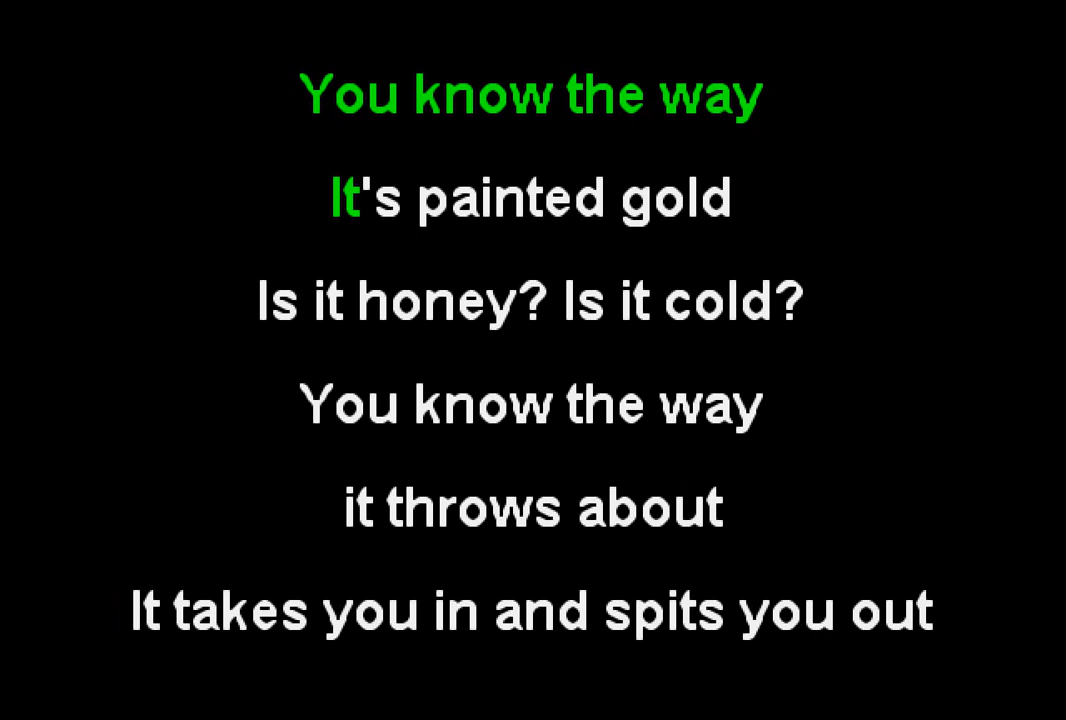 You know the way
It's painted gold
Is it honey? Is it cold?
You know the way
it throws about
It takes you in and spits you out